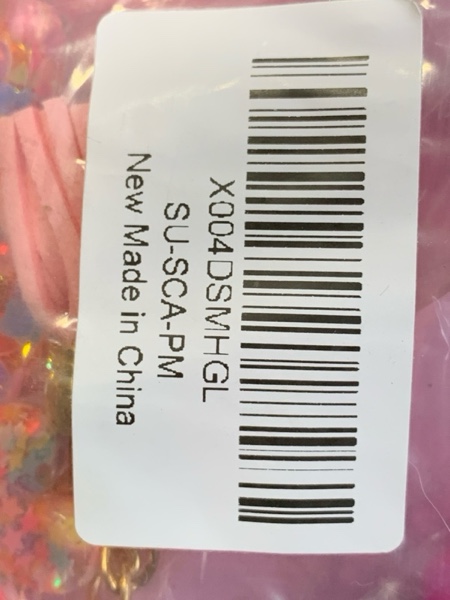 X004DSMHGL
SU-SCA-PM
New Made in China